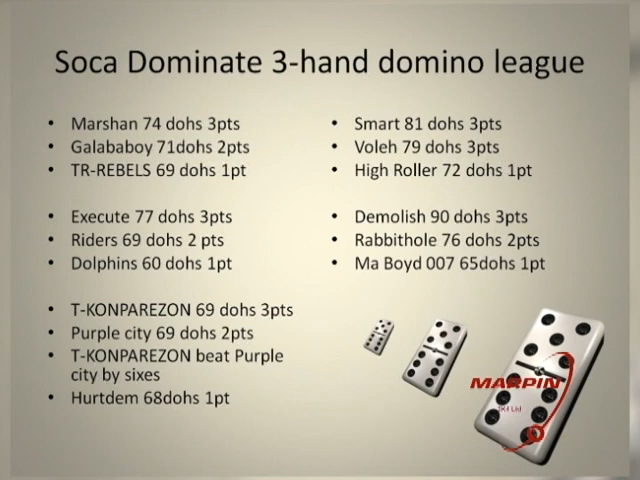 Soca Dominate 3-hand domino league
• Marshan 74 dohs 3pts
• Galababoy 71dohs 2pts
• TR-REBELS 69 dohs 1pt
• Execute 77 dohs 3pts
• Riders 69 dohs 2 pts
• Dolphins 60 dohs 1pt
• T-KONPAREZON 69 dohs 3pts
• Purple city 69 dohs 2pts
• T-KONPAREZON beat Purple
city by sixes
• Hurtdem 68dohs 1pt
• Smart 81 dohs 3pts
• Voleh 79 dohs 3pts
• High Roller 72 dohs 1pt
• Demolish 90 dohs 3pts
• Rabbithole 76 dohs 2pts
• Ma Boyd 007 65dohs 1pt
MARPIN